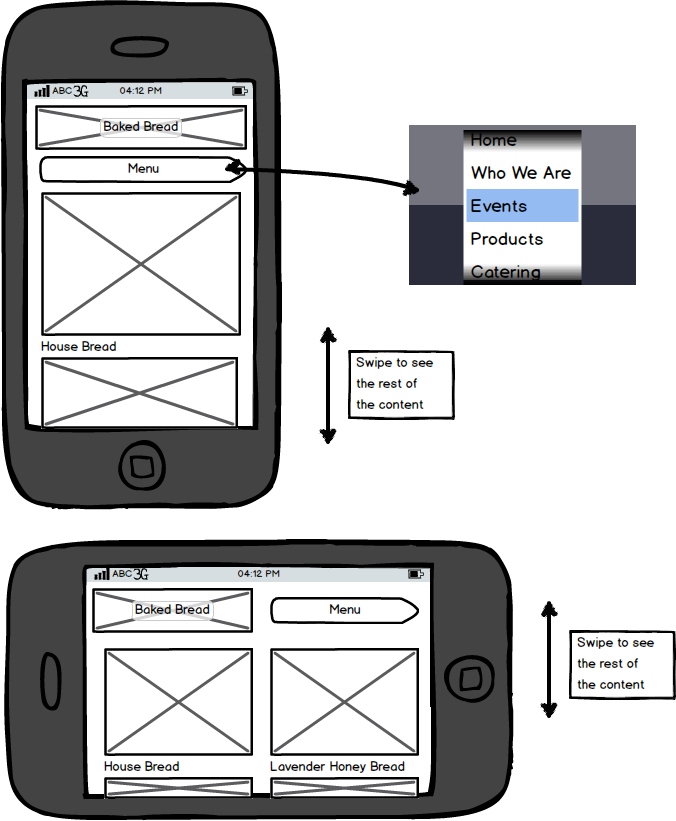 ABC 3G 04:12 PM
Baked Bread
Menu
House Bread
Home
Who We Are
Events
Products
Catering
Swipe to see
the rest of
the content
ABC 3G 04:12 PM
Baked Bread
Menu
House Bread
Lavender Honey Bread
Swipe to see
the rest of
the content